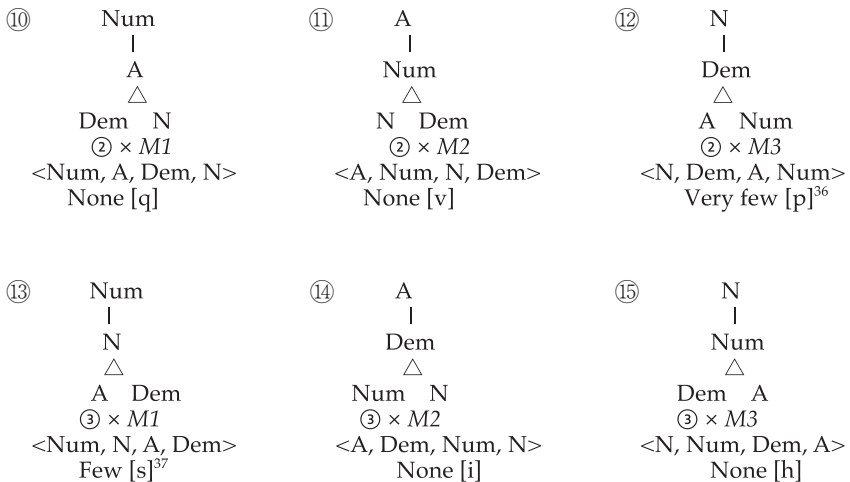 ⑩ Num ⑪ A ⑫ N
A Num Dem
Dem N N Dem A Num
② × M1 ② × M2 ② × M3
<Num, A, Dem, N> <A, Num, N, Dem> <N, Dem, A, Num>
None [q] None [v] Very few [p]36
⑬ Num ⑭ A ⑮ N
N Dem Num
A Dem Num N Dem A
③ × M1 ③ × M2 ③ × M3
<Num, N, A, Dem> <A, Dem, Num, N> <N, Num, Dem, A>
Few [s]37 None [i] None [h]